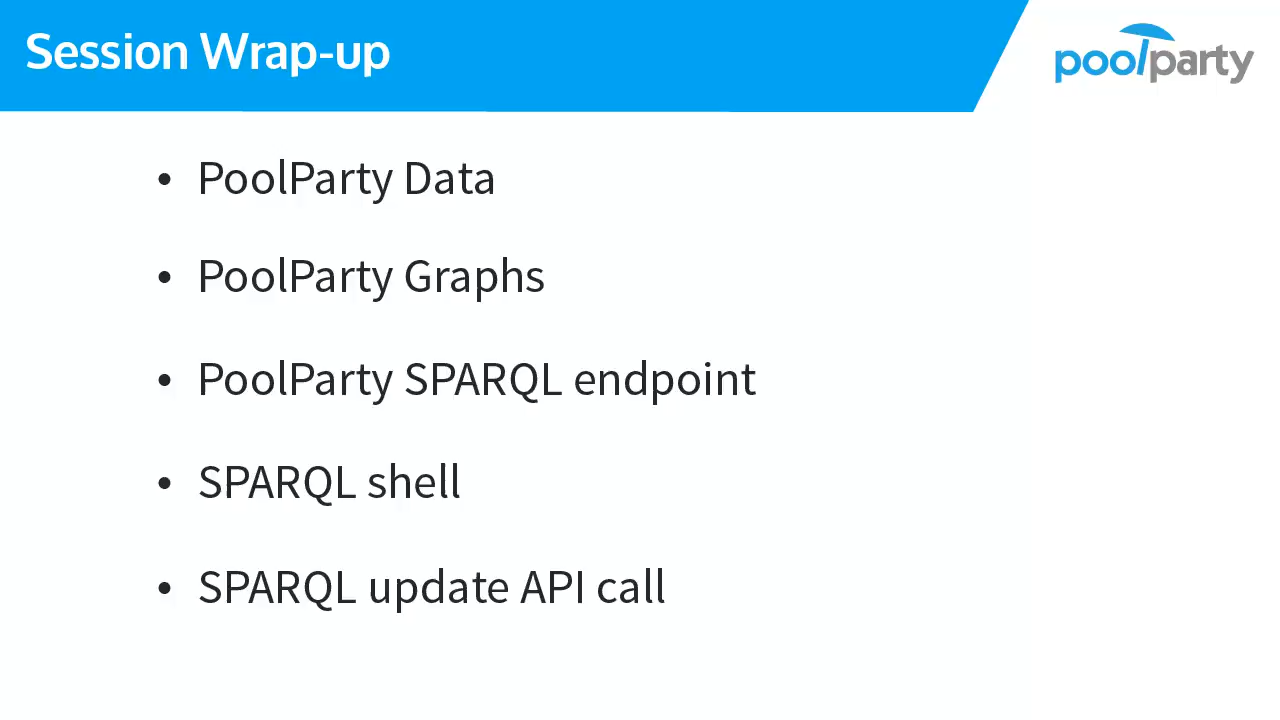 Session Wrap-up
poolparty
• PoolParty Data
• PoolParty Graphs
• PoolParty SPARQL endpoint
• SPARQL shell
• SPARQL update API call